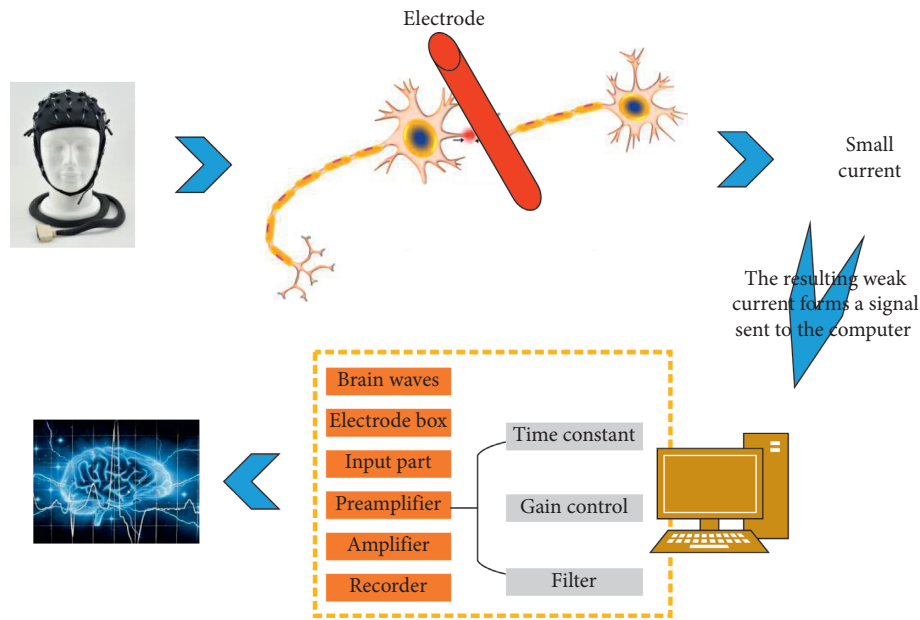 Electrode
Small
current
The resulting weak
current forms a signal
sent to the computer
Brain waves
Electrode box
Input part
Preamplifier
Amplifier
Recorder
Time constant
Gain control
Filter